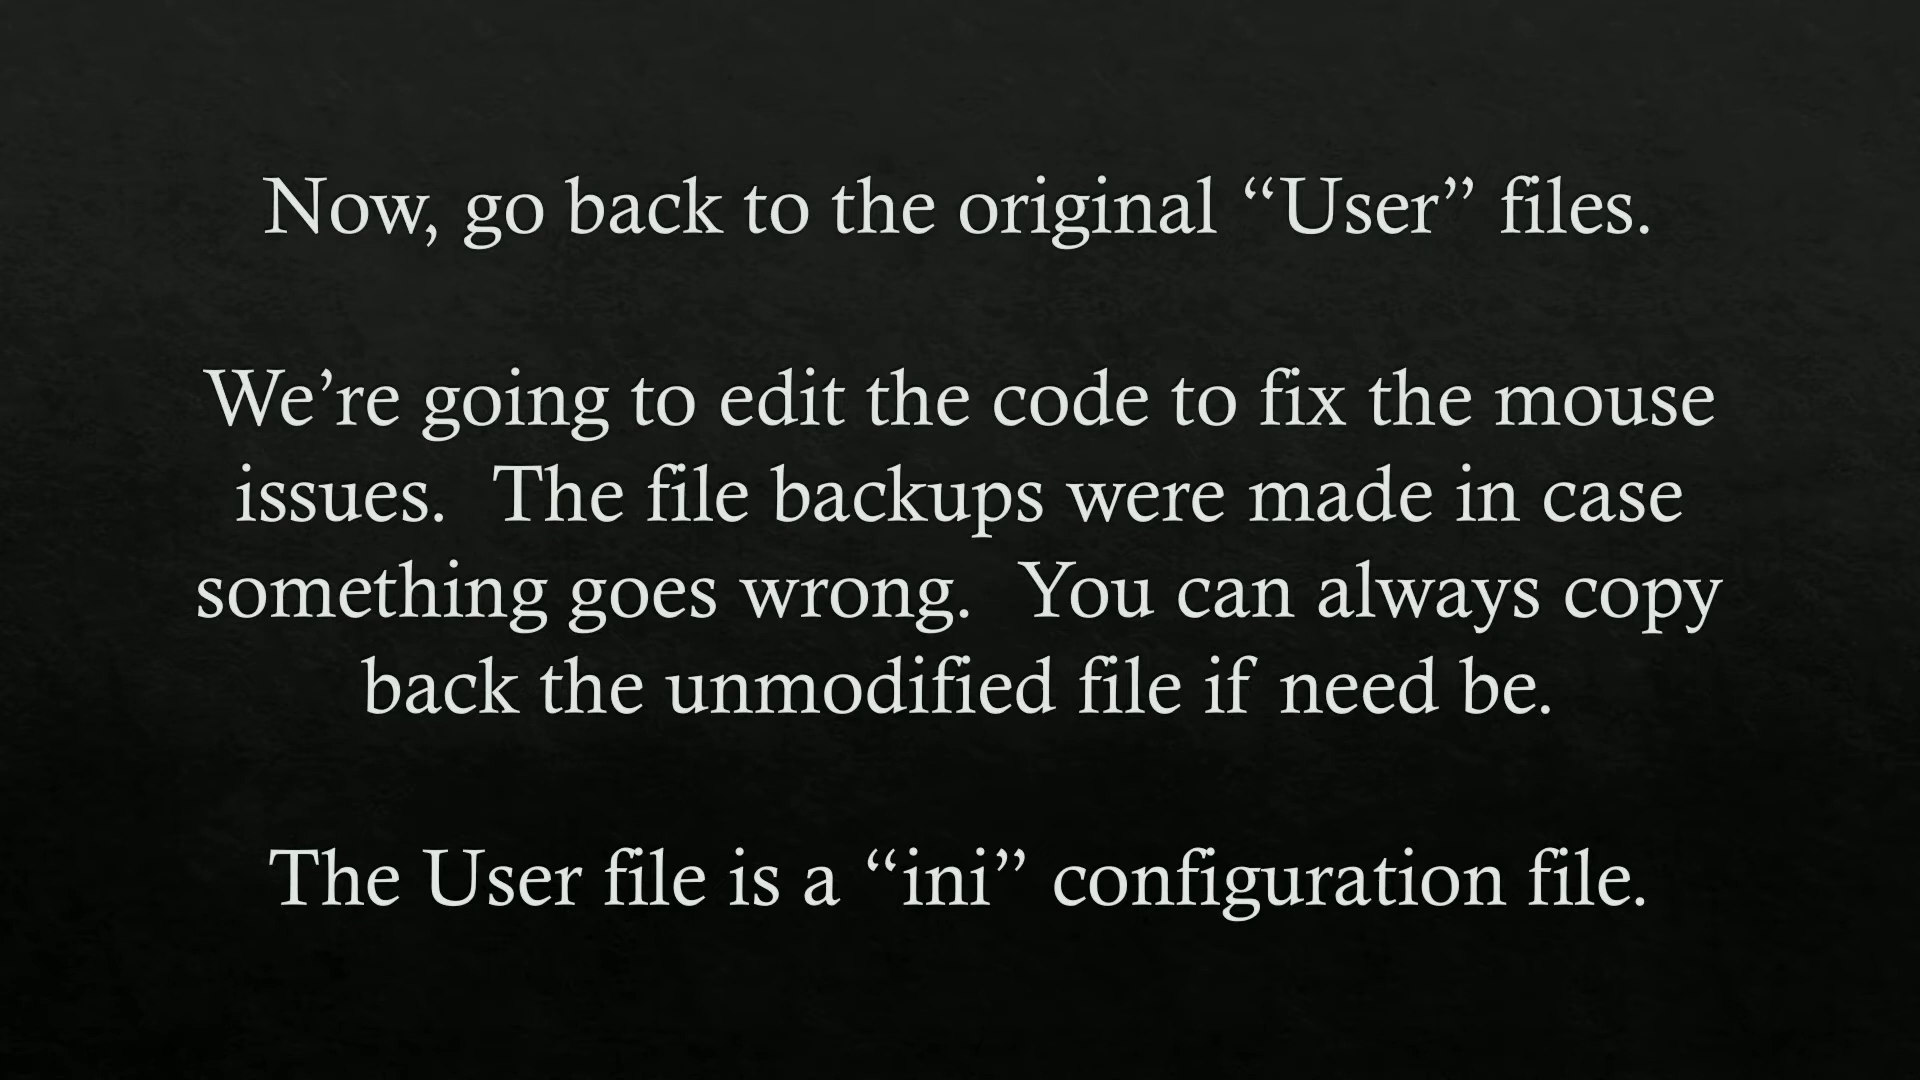 Now, go back to the original “User” files.
We’re going to edit the code to fix the mouse
issues.  The file backups were made in case
something goes wrong.  You can always copy
back the unmodified file if need be.
The User file is a “ini” configuration file.